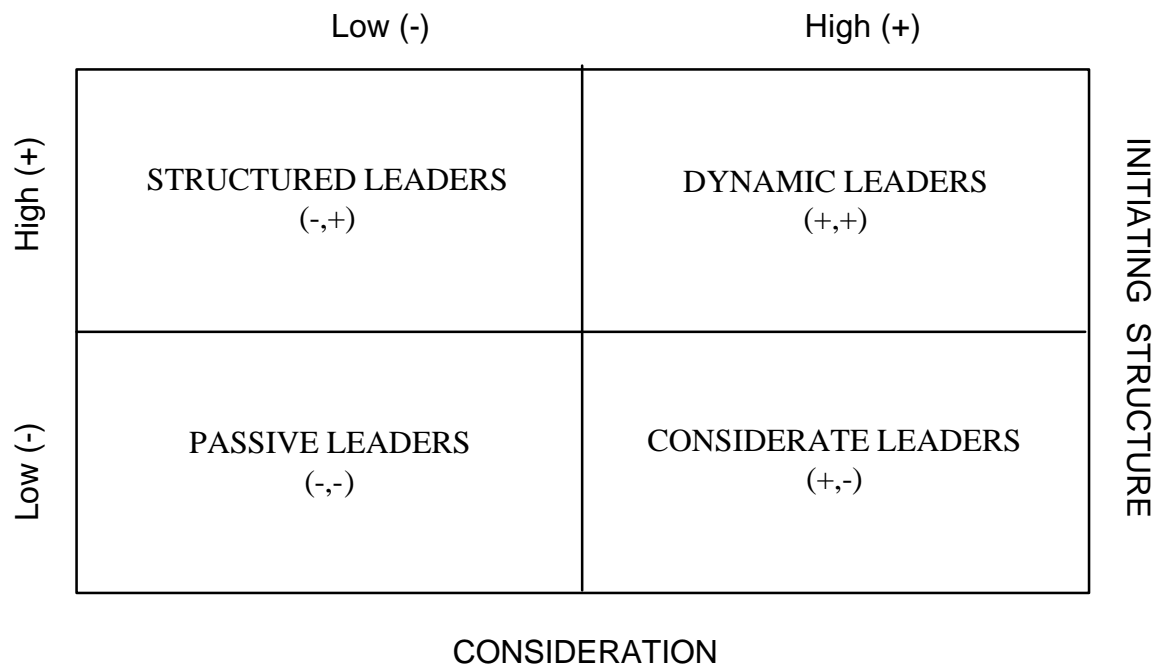 Low (-)
High (+)
High (+)
STRUCTURED LEADERS
(-,+)
DYNAMIC LEADERS
(+,+)
INITIATING STRUCTURE
Low (-)
PASSIVE LEADERS
(-,-)
CONSIDERATE LEADERS
(+,-)
CONSIDERATION